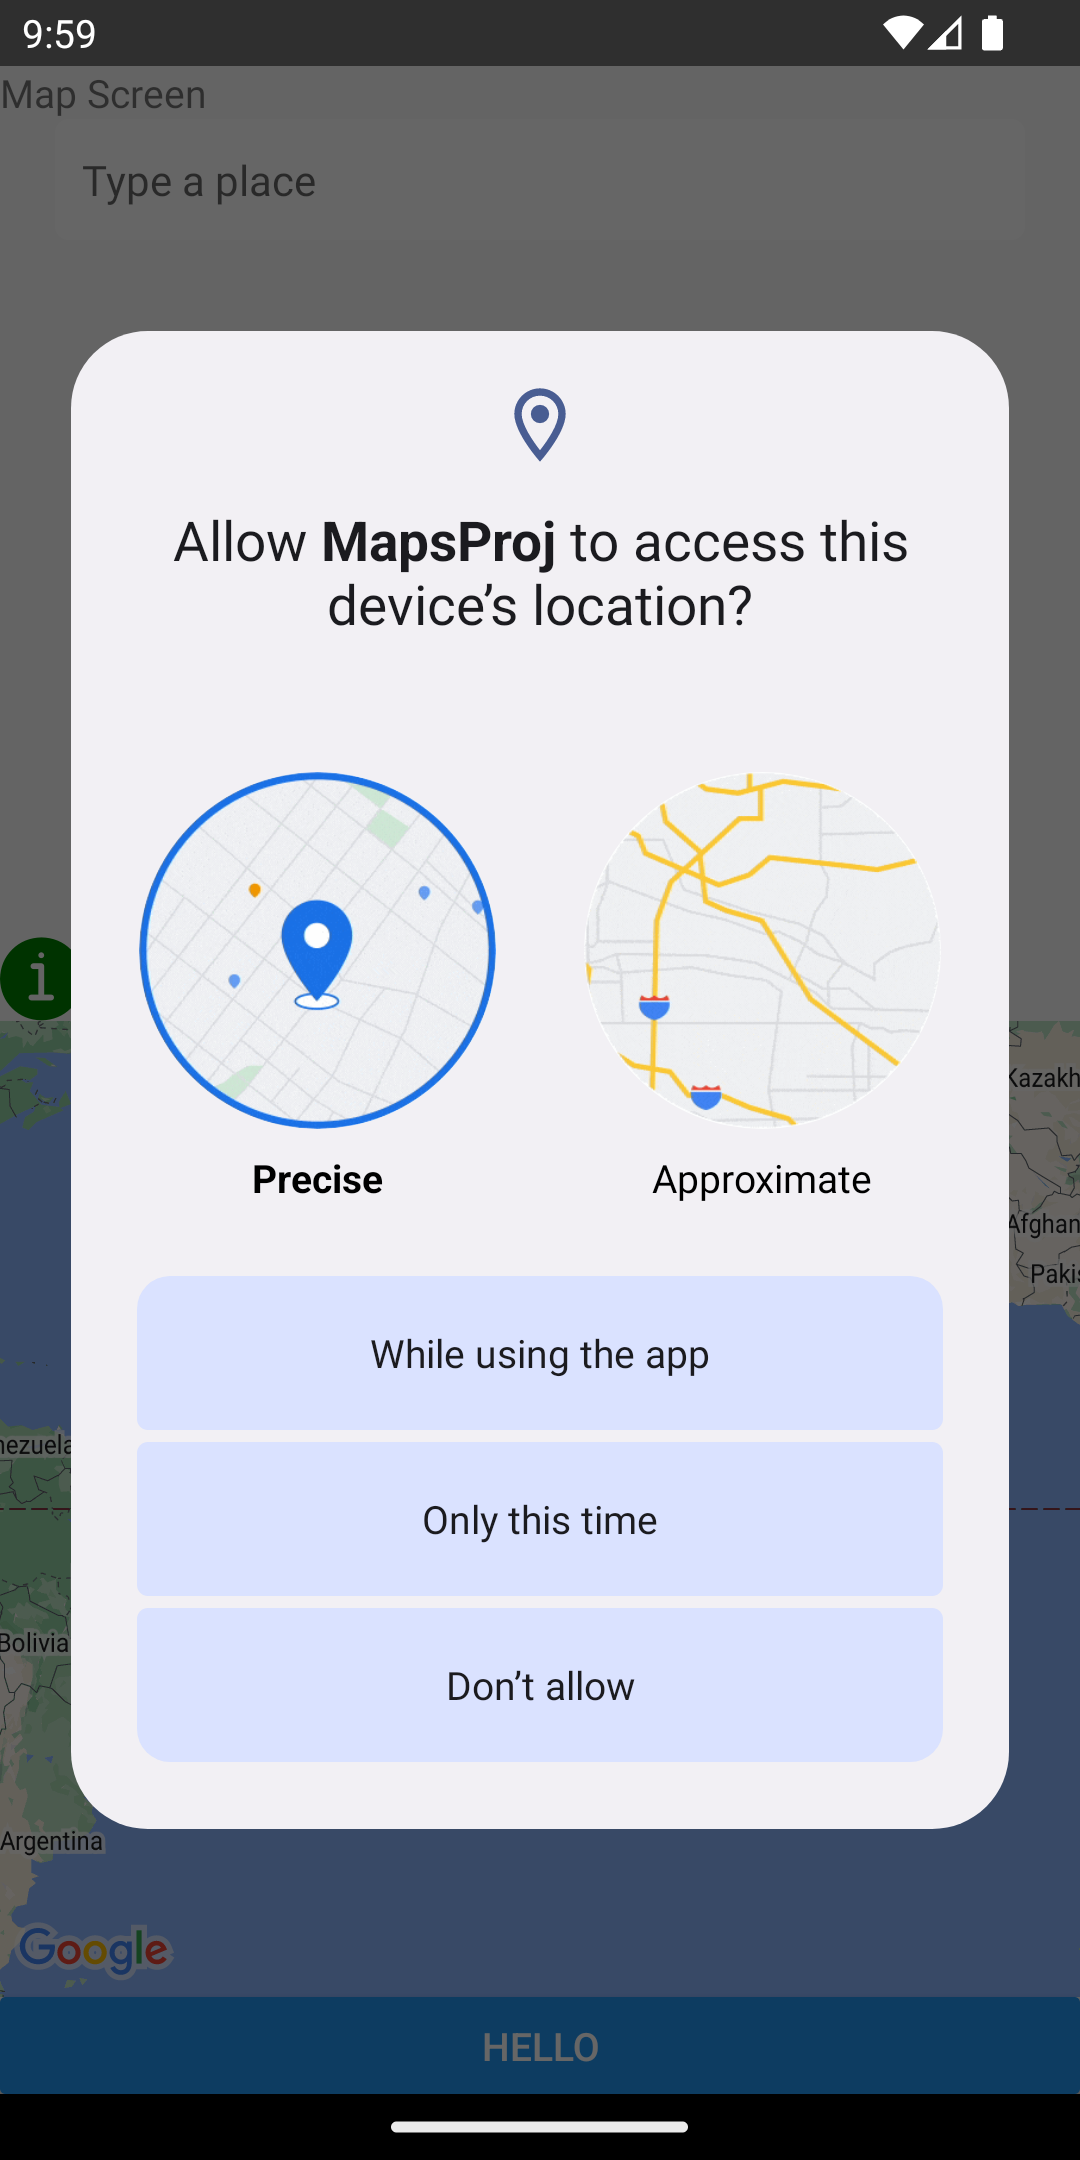 9:59
Map Screen
Type a place
Allow MapsProj to access this
device’s location?
Precise
Approximate
Kazakh
Afghan
Pakis
While using the app
nezuela
Only this time
Bolivia
Don’t allow
Argentina
Google
HELLO